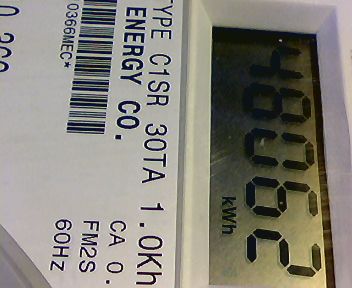 48062
kWh
TYPE C1SR 30TA 1.0Kh
ENERGY CO.
CA 0.
FM2S
0366MEC*
60Hz